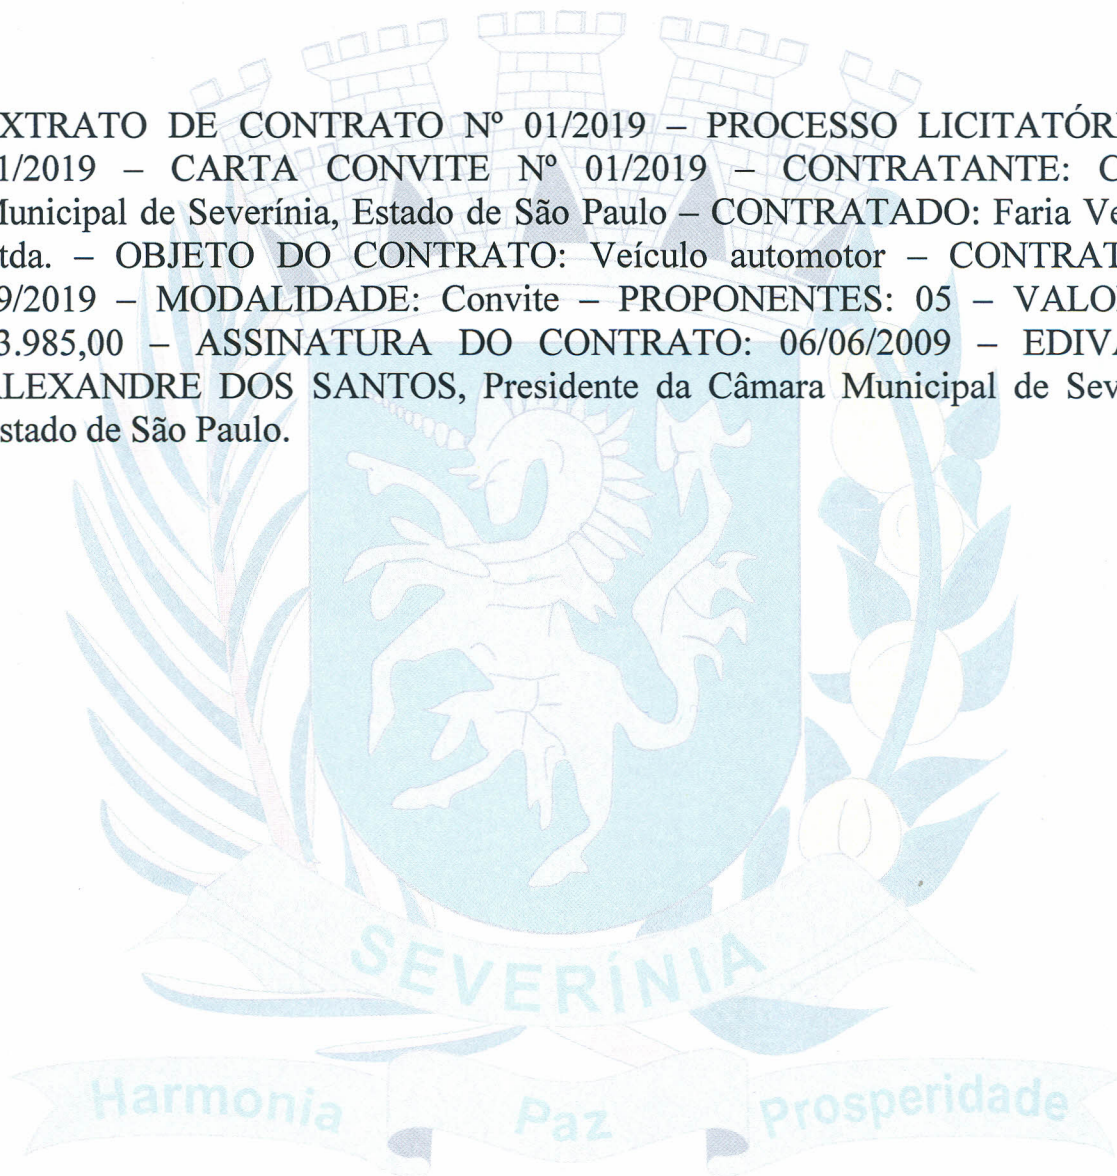 XTRATO DE CONTRATO Nº 01/2019 – PROCESSO LICITATÓRI
1/2019 – CARTA CONVITE Nº 01/2019 – CONTRATANTE: C
unicipal de Severínia, Estado de São Paulo – CONTRATADO: Faria Ve
tda. – OBJETO DO CONTRATO: Veículo automotor – CONTRAT
9/2019 – MODALIDADE: Convite – PROPONENTES: 05 – VALO
3.985,00 – ASSINATURA DO CONTRATO: 06/06/2009 – EDIVA
LEXANDRE DOS SANTOS, Presidente da Câmara Municipal de Sev
stado de São Paulo.
SEVERÍNIA
Harmonia Paz Prosperidade